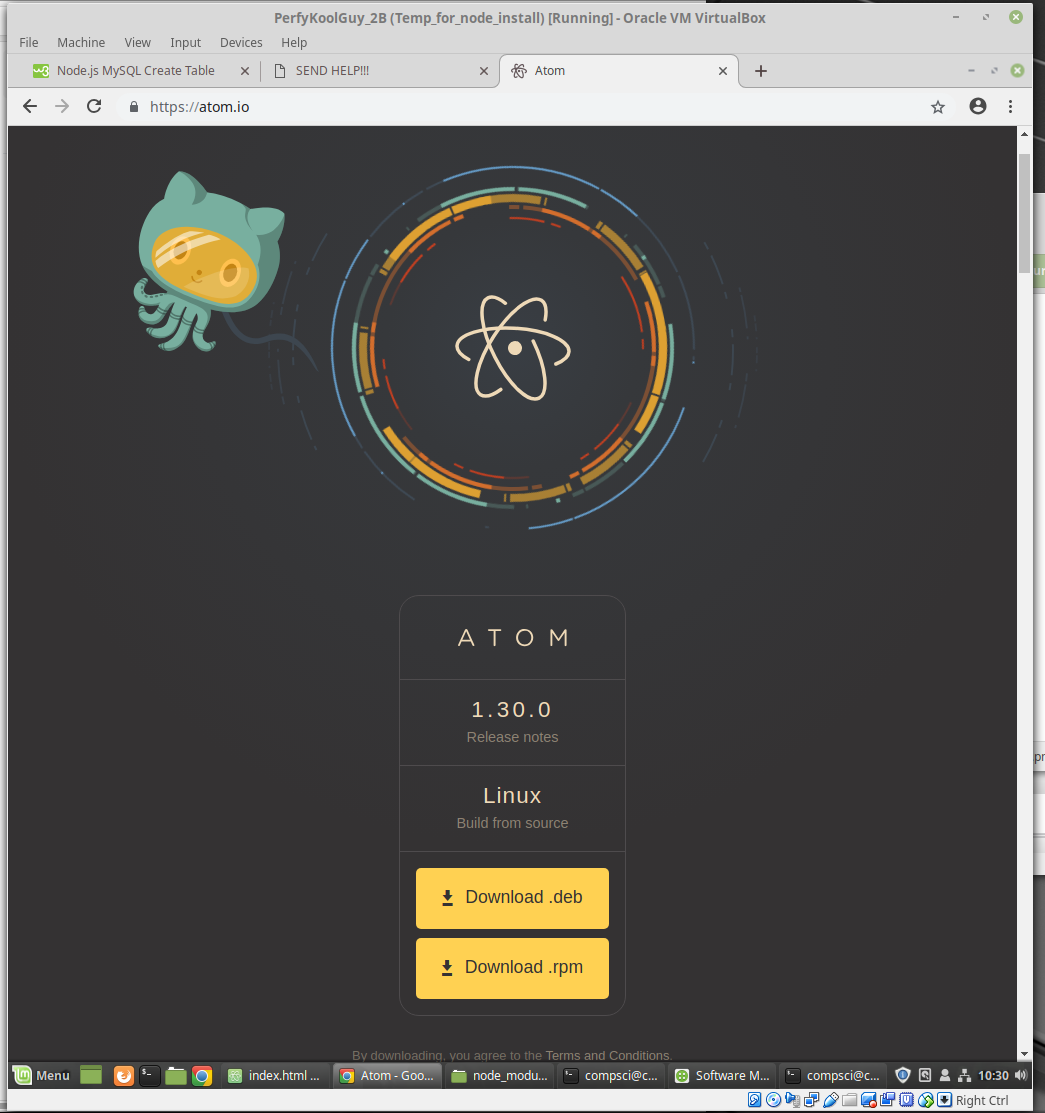 PerfyKoolGuy_2B (Temp_for_node_install) [Running] - Oracle VM VirtualBox
File Machine View Input Devices Help
Node.js MySQL Create Table SEND HELP!!! Atom
https://atom.io
ATOM
1.30.0
Release notes
Linux
Build from source
Download .deb
Download .rpm
By downloading, you agree to the Terms and Conditions.
Menu index.html ... Atom - Goo... node_modu... compsci@c... Software M... compsci@c... 10:30
Right Ctrl